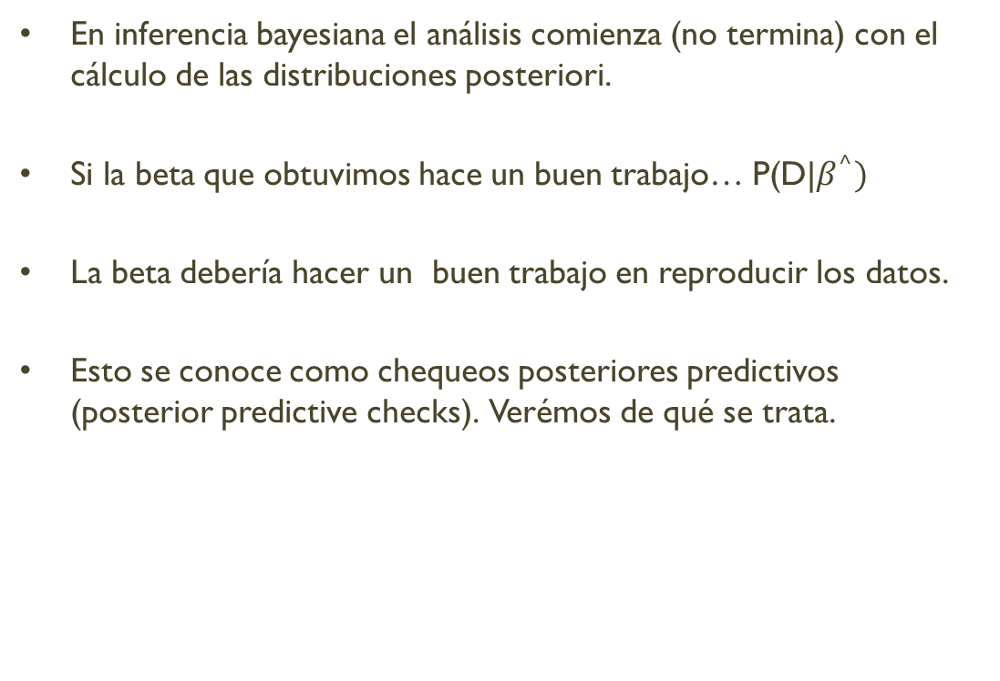 • En inferencia bayesiana el análisis comienza (no termina) con el
cálculo de las distribuciones posteriori.
• Si la beta que obtuvimos hace un buen trabajo… P(D|𝛽^)
• La beta debería hacer un  buen trabajo en reproducir los datos.
• Esto se conoce como chequeos posteriores predictivos
(posterior predictive checks). Verémos de qué se trata.